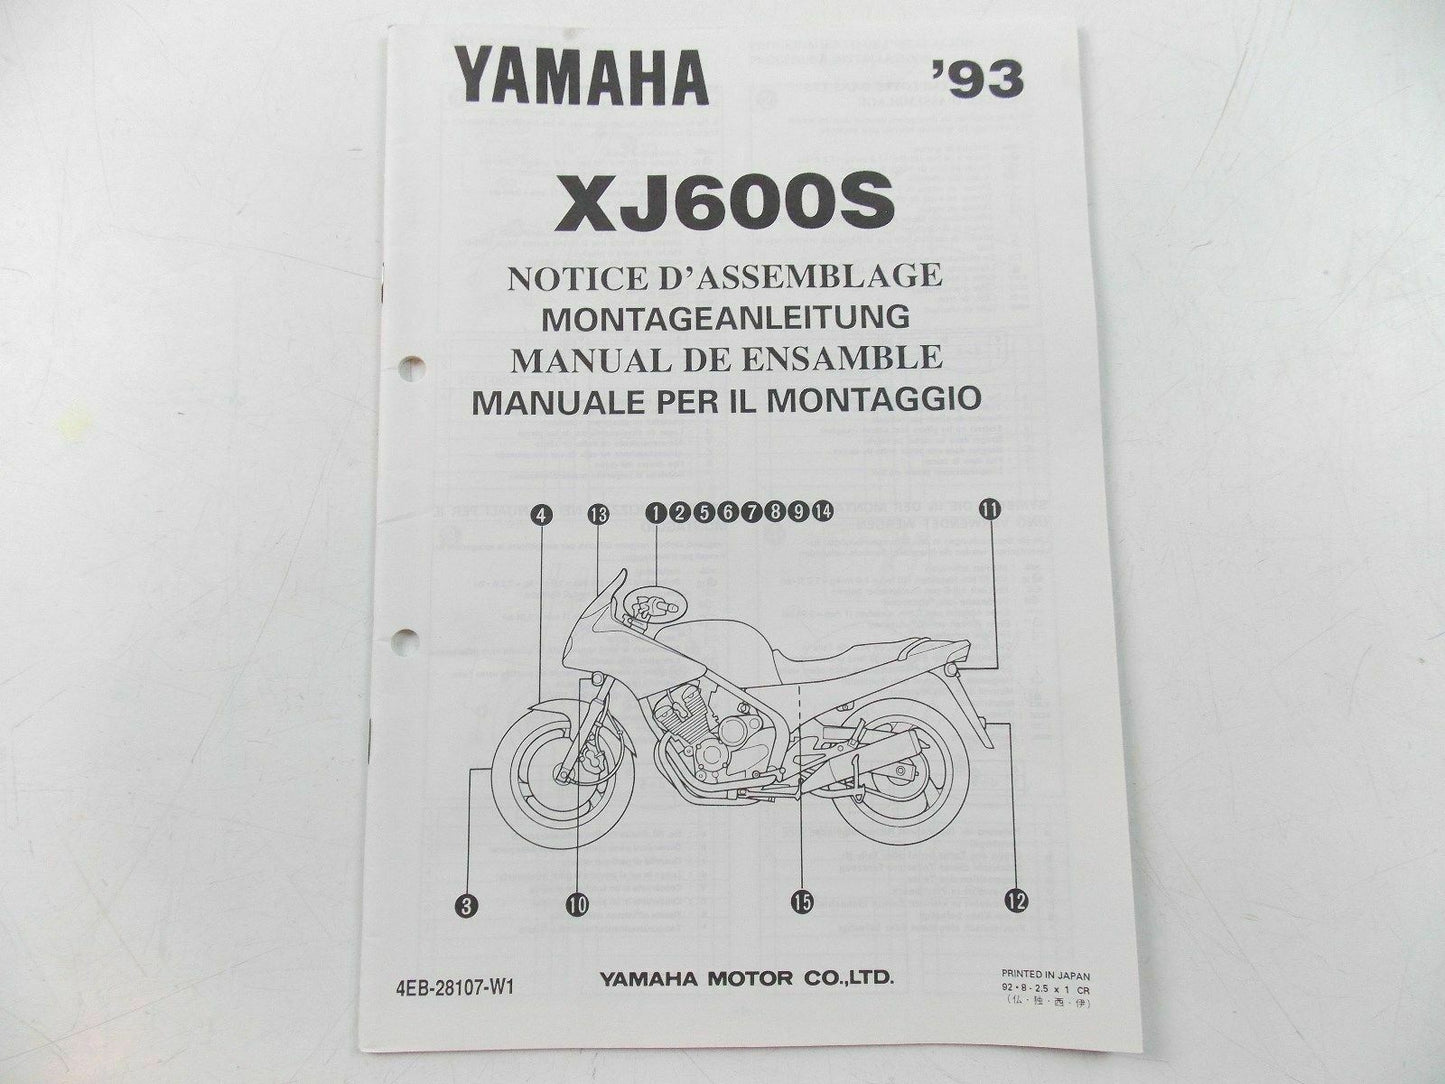 YAMAHA '93
XJ600S
NOTICE D'ASSEMBLAGE
MONTAGEANLEITUNG
MANUAL DE ENSAMBLE
MANUALE PER IL MONTAGGIO
4 13 1 2 5 6 7 8 9 14 11
3 10 15 12
4EB-28107-W1 YAMAHA MOTOR CO.,LTD.
PRINTED IN JAPAN
92・8-2.5 x 1 CR
(仏・独・西・伊)